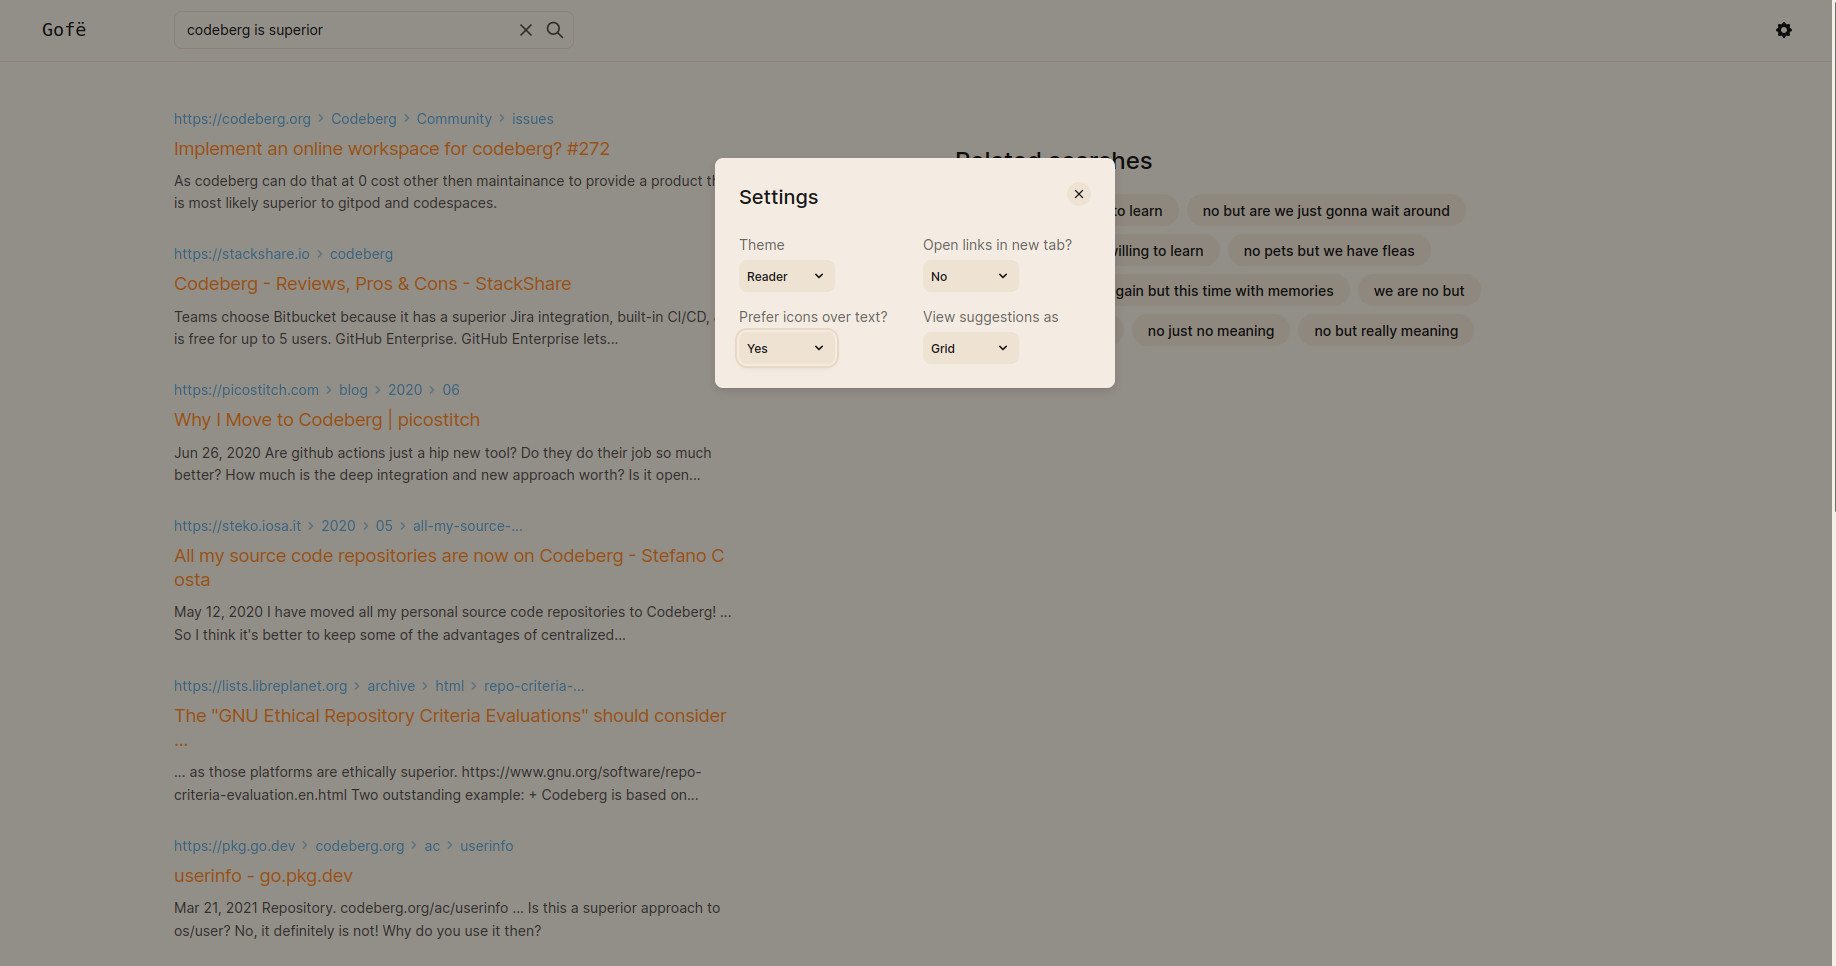 Gofë
codeberg is superior
https://codeberg.org › Codeberg › Community › issues
Implement an online workspace for codeberg? #272
As codeberg can do that at 0 cost other then maintainance to provide a product
is most likely superior to gitpod and codespaces.
https://stackshare.io › codeberg
Codeberg - Reviews, Pros & Cons - StackShare
Teams choose Bitbucket because it has a superior Jira integration, built-in CI/CD,
is free for up to 5 users. GitHub Enterprise. GitHub Enterprise lets...
https://picostitch.com › blog › 2020 › 06
Why I Move to Codeberg | picostitch
Jun 26, 2020 Are github actions just a hip new tool? Do they do their job so much
better? How much is the deep integration and new approach worth? Is it open...
https://steko.iosa.it › 2020 › 05 › all-my-source-...
All my source code repositories are now on Codeberg - Stefano C
osta
May 12, 2020 I have moved all my personal source code repositories to Codeberg! ...
So I think it's better to keep some of the advantages of centralized...
https://lists.libreplanet.org › archive › html › repo-criteria-...
The "GNU Ethical Repository Criteria Evaluations" should consider
...
... as those platforms are ethically superior. https://www.gnu.org/software/repo-
criteria-evaluation.en.html Two outstanding example: + Codeberg is based on...
https://pkg.go.dev › codeberg.org › ac › userinfo
userinfo - go.pkg.dev
Mar 21, 2021 Repository. codeberg.org/ac/userinfo ... Is this a superior approach to
os/user? No, it definitely is not! Why do you use it then?
Settings
Theme
Reader
Open links in new tab?
No
Prefer icons over text?
Yes
View suggestions as
Grid
Related searches
to learn
no but are we just gonna wait around
willing to learn
no pets but we have fleas
gain but this time with memories
we are no but
no just no meaning
no but really meaning